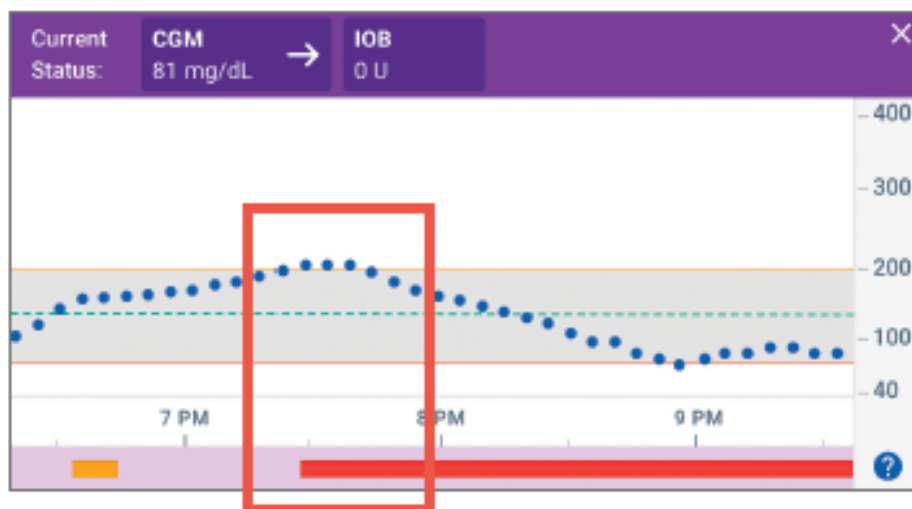 Current
Status:
CGM
81 mg/dL
→
IOB
0 U
×
400
300
200
100
40
7 PM
8 PM
9 PM
?